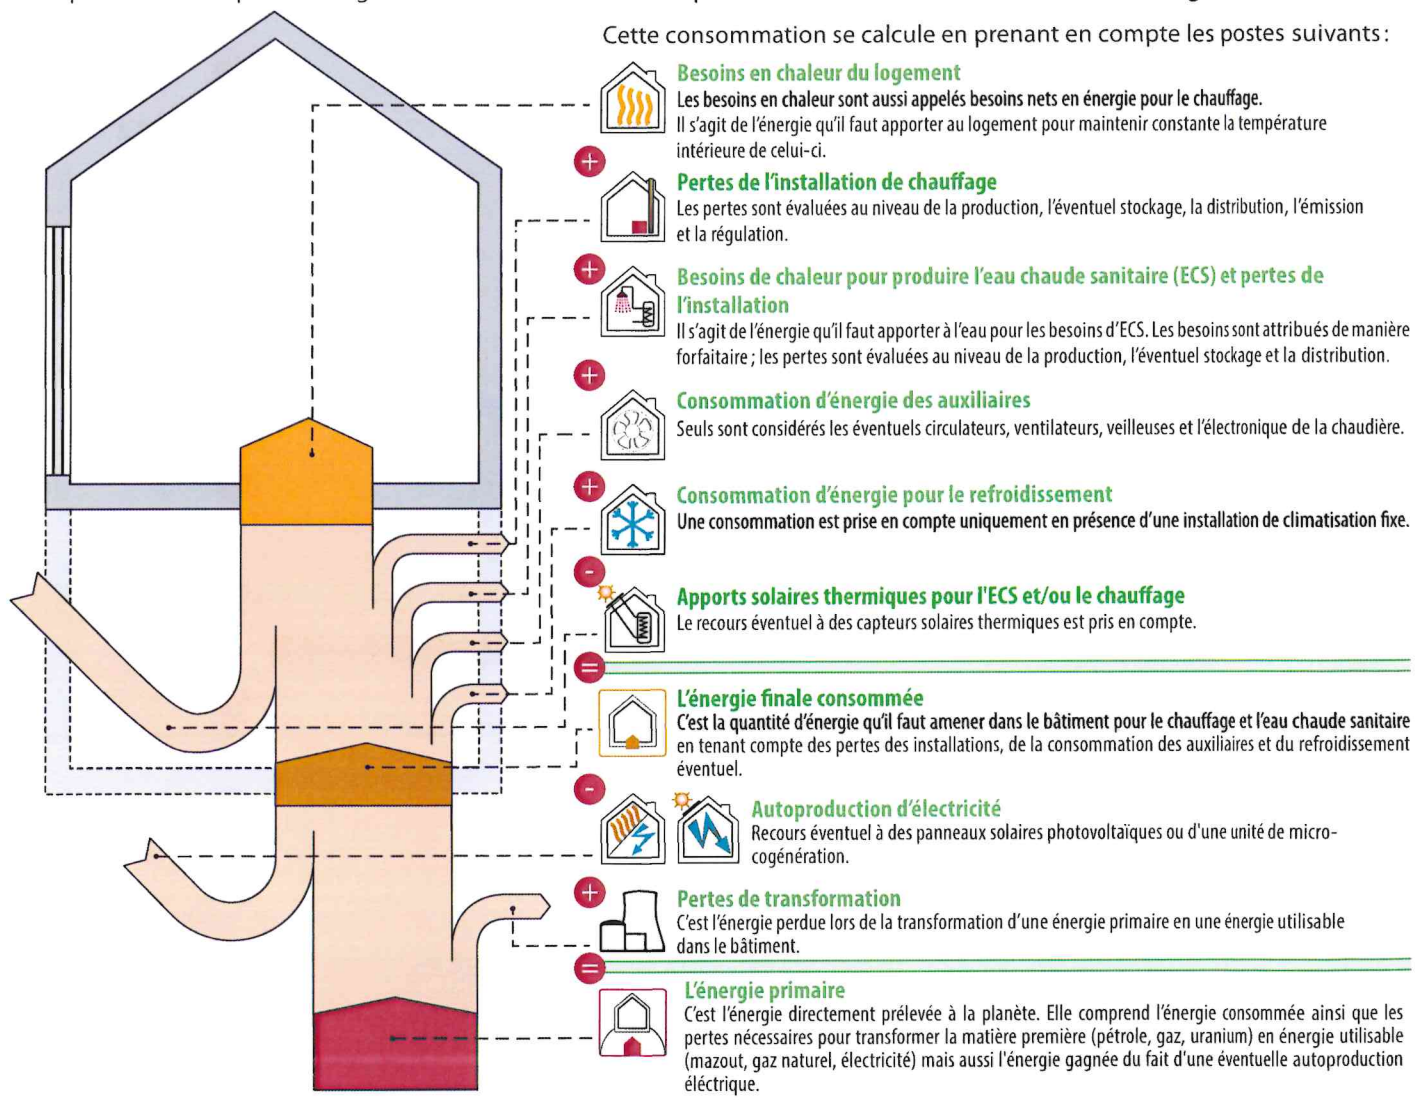 Cette consommation se calcule en prenant en compte les postes suivants :
Besoins en chaleur du logement
Les besoins en chaleur sont aussi appelés besoins nets en énergie pour le chauffage.
Il s'agit de l'énergie qu'il faut apporter au logement pour maintenir constante la température
intérieure de celui-ci.
+
Pertes de l'installation de chauffage
Les pertes sont évaluées au niveau de la production, l'éventuel stockage, la distribution, l'émission
et la régulation.
+
Besoins de chaleur pour produire l'eau chaude sanitaire (ECS) et pertes de
l'installation
Il s'agit de l'énergie qu'il faut apporter à l'eau pour les besoins d'ECS. Les besoins sont attribués de manière
forfaitaire ; les pertes sont évaluées au niveau de la production, l'éventuel stockage et la distribution.
+
Consommation d'énergie des auxiliaires
Seuls sont considérés les éventuels circulateurs, ventilateurs, veilleuses et l'électronique de la chaudière.
+
Consommation d'énergie pour le refroidissement
Une consommation est prise en compte uniquement en présence d'une installation de climatisation fixe.
-
Apports solaires thermiques pour l'ECS et/ou le chauffage
Le recours éventuel à des capteurs solaires thermiques est pris en compte.
=
L'énergie finale consommée
C'est la quantité d'énergie qu'il faut amener dans le bâtiment pour le chauffage et l'eau chaude sanitaire
en tenant compte des pertes des installations, de la consommation des auxiliaires et du refroidissement
éventuel.
-
Autoproduction d'électricité
Recours éventuel à des panneaux solaires photovoltaïques ou d'une unité de micro-
cogénération.
+
Pertes de transformation
C'est l'énergie perdue lors de la transformation d'une énergie primaire en une énergie utilisable
dans le bâtiment.
=
L'énergie primaire
C'est l'énergie directement prélevée à la planète. Elle comprend l'énergie consommée ainsi que les
pertes nécessaires pour transformer la matière première (pétrole, gaz, uranium) en énergie utilisable
(mazout, gaz naturel, électricité) mais aussi l'énergie gagnée du fait d'une éventuelle autoproduction
éléctrique.